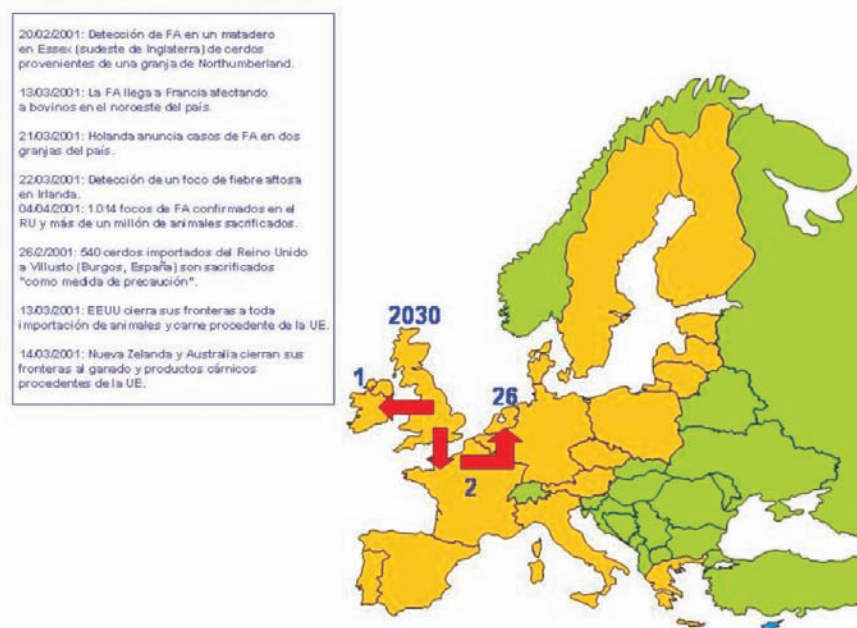 20/02/2001: Detección de FA en un matadero
en Essex (sudeste de Inglaterra) de cerdos
provenientes de una granja de Northumberland.
13/03/2001: La FA llega a Francia afectando
a bovinos en el noroeste del país.
21/03/2001: Holanda anuncia casos de FA en dos
granjas del país.
22/03/2001: Detección de un foco de fiebre aftosa
en Irlanda.
04/04/2001: 1.014 focos de FA confirmados en el
RU y más de un millón de animales sacrificados.
26/2/2001: 540 cerdos importados del Reino Unido
a Villusto (Burgos, España) son sacrificados
"como medida de precaución".
13/03/2001: EEUU cierra sus fronteras a toda
importación de animales y carne procedente de la UE.
14/03/2001: Nueva Zelanda y Australia cierran sus
fronteras al ganado y productos cárnicos
procedentes de la UE.
2030
1
26
2